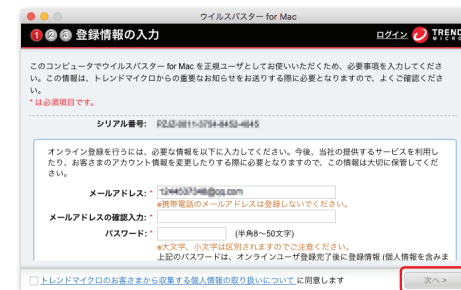 ウイルスバスター for Mac
1 2 3 登録情報の入力
ログイン
TREND
MICRO
このコンピュータでウイルスバスター for Mac を正規ユーザとしてお使いいただくため、必要事項を入力してくださ
い。この情報は、トレンドマイクロからの重要なお知らせをお送りする際に必要となりますので、よくご確認くださ
い。
* は必須項目です。
シリアル番号:
オンライン登録を行うには、必要な情報を以下に入力してください。今後、当社の提供するサービスを利用し
たり、お客さまのアカウント情報を変更したりする際に必要となりますので、この情報は大切に保管してくだ
さい。
メールアドレス: *
※携帯電話のメールアドレスは登録しないでください。
メールアドレスの確認入力: *
パスワード: * (半角8〜50文字)
※大文字、小文字は区別されますのでご注意ください。
上記のパスワードは、オンラインユーザ登録完了後に登録情報 (個人情報を含みま
トレンドマイクロのお客さまから収集する個人情報の取り扱いについて に同意します
次へ >